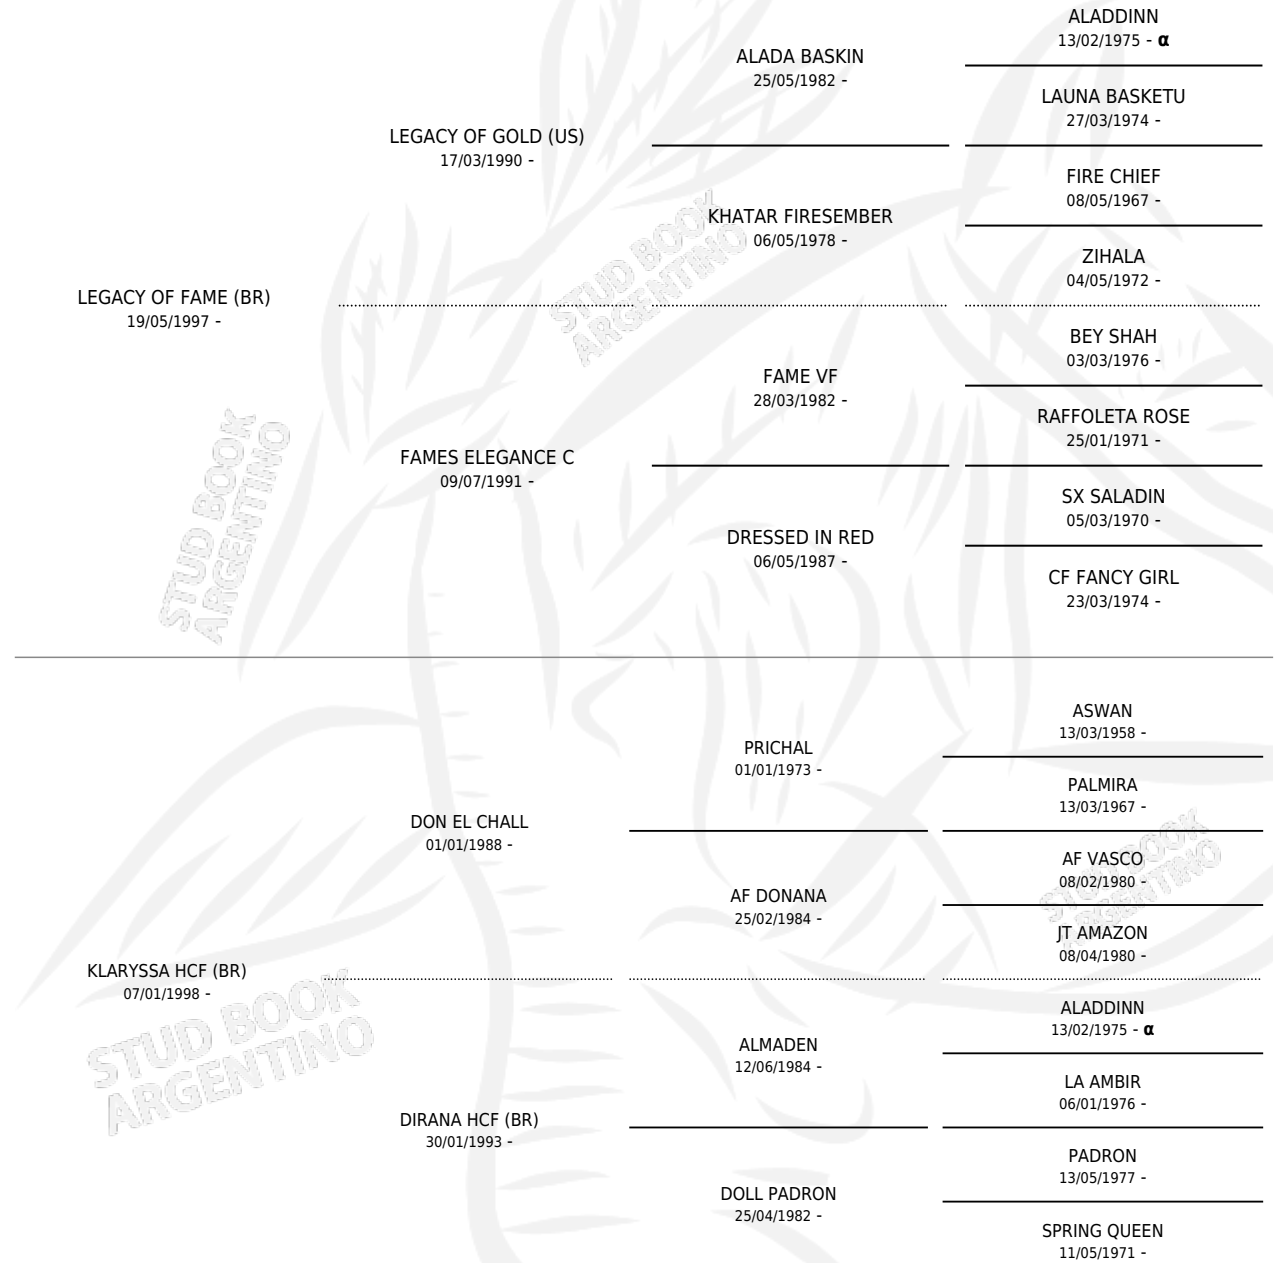 ALADDINN
13/02/1975 - α
ALADA BASKIN
25/05/1982 -
LAUNA BASKETU
27/03/1974 -
LEGACY OF GOLD (US)
17/03/1990 -
FIRE CHIEF
08/05/1967 -
KHATAR FIRESEMBER
06/05/1978 -
ZIHALA
04/05/1972 -
LEGACY OF FAME (BR)
19/05/1997 -
BEY SHAH
03/03/1976 -
FAME VF
28/03/1982 -
RAFFOLETA ROSE
25/01/1971 -
FAMES ELEGANCE C
09/07/1991 -
SX SALADIN
05/03/1970 -
DRESSED IN RED
06/05/1987 -
CF FANCY GIRL
23/03/1974 -
ASWAN
13/03/1958 -
PRICHAL
01/01/1973 -
PALMIRA
13/03/1967 -
DON EL CHALL
01/01/1988 -
AF VASCO
08/02/1980 -
AF DONANA
25/02/1984 -
JT AMAZON
08/04/1980 -
KLARYSSA HCF (BR)
07/01/1998 -
ALADDINN
13/02/1975 - α
ALMADEN
12/06/1984 -
LA AMBIR
06/01/1976 -
DIRANA HCF (BR)
30/01/1993 -
PADRON
13/05/1977 -
DOLL PADRON
25/04/1982 -
SPRING QUEEN
11/05/1971 -
STUD BOOK
ARGENTINO
STUD BOOK
ARGENTINO
STUD BOOK
ARGENTINO
STUD BOOK
ARGENTINO